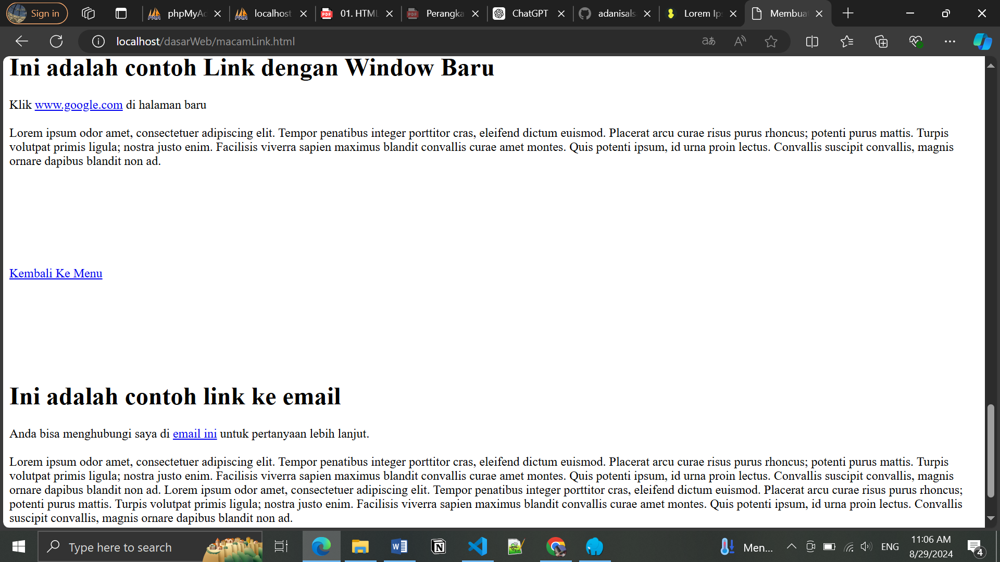 Sign in
phpMyAd
localhost
01. HTML
Perangka
ChatGPT
adanisals
Lorem Ips
Membuat
localhost/dasarWeb/macamLink.html
Ini adalah contoh Link dengan Window Baru
Klik www.google.com di halaman baru
Lorem ipsum odor amet, consectetuer adipiscing elit. Tempor penatibus integer porttitor cras, eleifend dictum euismod. Placerat arcu curae risus purus rhoncus; potenti purus mattis. Turpis
volutpat primis ligula; nostra justo enim. Facilisis viverra sapien maximus blandit convallis curae amet montes. Quis potenti ipsum, id urna proin lectus. Convallis suscipit convallis, magnis
ornare dapibus blandit non ad.
Kembali Ke Menu
Ini adalah contoh link ke email
Anda bisa menghubungi saya di email ini untuk pertanyaan lebih lanjut.
Lorem ipsum odor amet, consectetuer adipiscing elit. Tempor penatibus integer porttitor cras, eleifend dictum euismod. Placerat arcu curae risus purus rhoncus; potenti purus mattis. Turpis
volutpat primis ligula; nostra justo enim. Facilisis viverra sapien maximus blandit convallis curae amet montes. Quis potenti ipsum, id urna proin lectus. Convallis suscipit convallis, magnis
ornare dapibus blandit non ad. Lorem ipsum odor amet, consectetuer adipiscing elit. Tempor penatibus integer porttitor cras, eleifend dictum euismod. Placerat arcu curae risus purus rhoncus;
potenti purus mattis. Turpis volutpat primis ligula; nostra justo enim. Facilisis viverra sapien maximus blandit convallis curae amet montes. Quis potenti ipsum, id urna proin lectus. Convallis
suscipit convallis, magnis ornare dapibus blandit non ad.
Type here to search
Men...
ENG
11:06 AM
8/29/2024
4